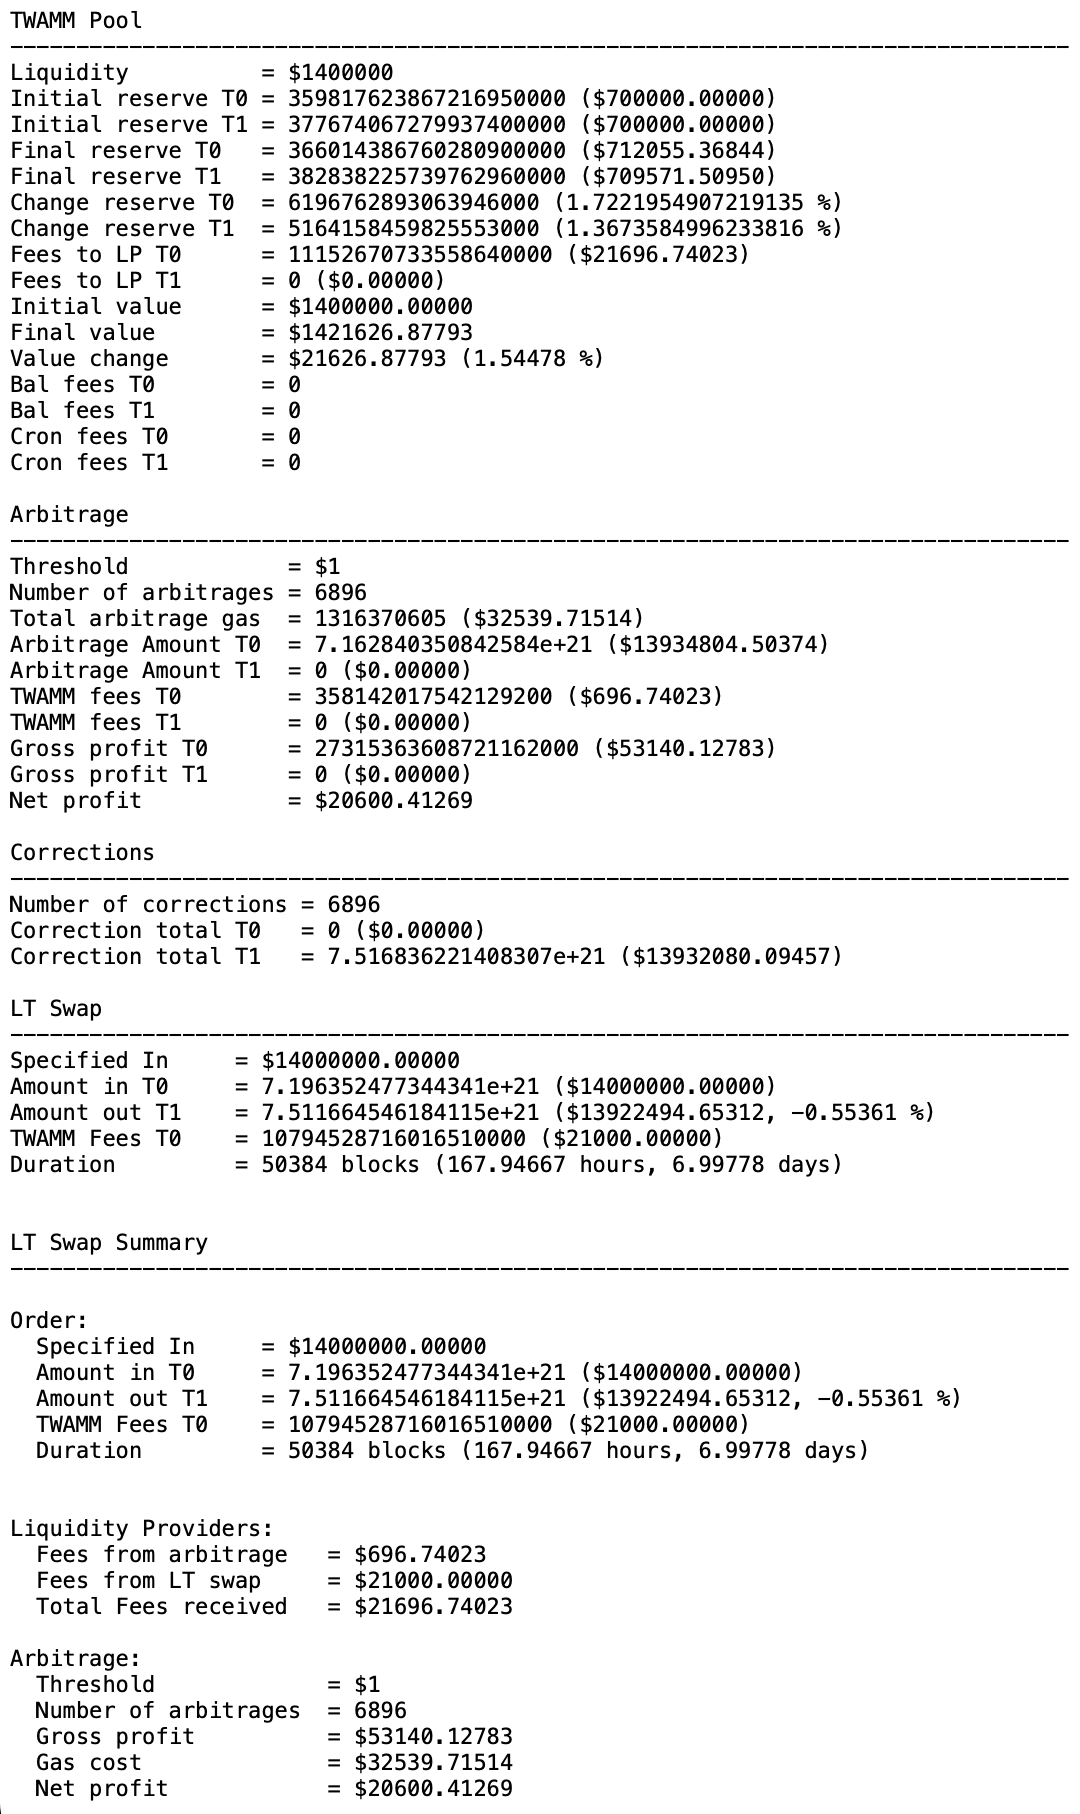 TWAMM Pool
Liquidity = $1400000
Initial reserve T0 = 359817623867216950000 ($700000.00000)
Initial reserve T1 = 377674067279937400000 ($700000.00000)
Final reserve T0 = 366014386760280900000 ($712055.36844)
Final reserve T1 = 382838225739762960000 ($709571.50950)
Change reserve T0 = 6196762893063946000 (1.7221954907219135 %)
Change reserve T1 = 5164158459825553000 (1.3673584996233816 %)
Fees to LP T0 = 11152670733558640000 ($21696.74023)
Fees to LP T1 = 0 ($0.00000)
Initial value = $1400000.00000
Final value = $1421626.87793
Value change = $21626.87793 (1.54478 %)
Bal fees T0 = 0
Bal fees T1 = 0
Cron fees T0 = 0
Cron fees T1 = 0
Arbitrage
Threshold = $1
Number of arbitrages = 6896
Total arbitrage gas = 1316370605 ($32539.71514)
Arbitrage Amount T0 = 7.162840350842584e+21 ($13934804.50374)
Arbitrage Amount T1 = 0 ($0.00000)
TWAMM fees T0 = 358142017542129200 ($696.74023)
TWAMM fees T1 = 0 ($0.00000)
Gross profit T0 = 27315363608721162000 ($53140.12783)
Gross profit T1 = 0 ($0.00000)
Net profit = $20600.41269
Corrections
Number of corrections = 6896
Correction total T0 = 0 ($0.00000)
Correction total T1 = 7.516836221408307e+21 ($13932080.09457)
LT Swap
Specified In = $14000000.00000
Amount in T0 = 7.196352477344341e+21 ($14000000.00000)
Amount out T1 = 7.511664546184115e+21 ($13922494.65312, -0.55361 %)
TWAMM Fees T0 = 10794528716016510000 ($21000.00000)
Duration = 50384 blocks (167.94667 hours, 6.99778 days)
LT Swap Summary
Order:
Specified In = $14000000.00000
Amount in T0 = 7.196352477344341e+21 ($14000000.00000)
Amount out T1 = 7.511664546184115e+21 ($13922494.65312, -0.55361 %)
TWAMM Fees T0 = 10794528716016510000 ($21000.00000)
Duration = 50384 blocks (167.94667 hours, 6.99778 days)
Liquidity Providers:
Fees from arbitrage = $696.74023
Fees from LT swap = $21000.00000
Total Fees received = $21696.74023
Arbitrage:
Threshold = $1
Number of arbitrages = 6896
Gross profit = $53140.12783
Gas cost = $32539.71514
Net profit = $20600.41269